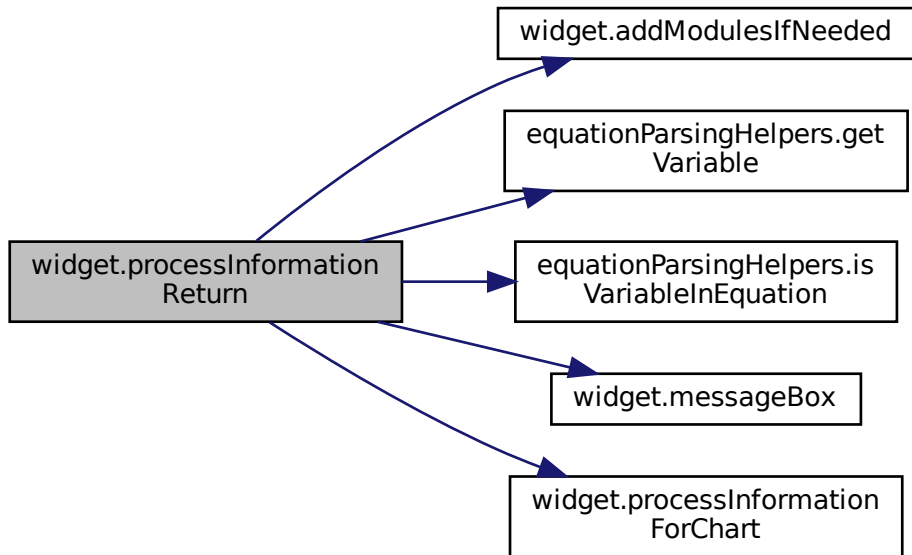 widget.addModulesIfNeeded
equationParsingHelpers.get
Variable
widget.processInformation
Return
equationParsingHelpers.is
VariableInEquation
widget.messageBox
widget.processInformation
ForChart